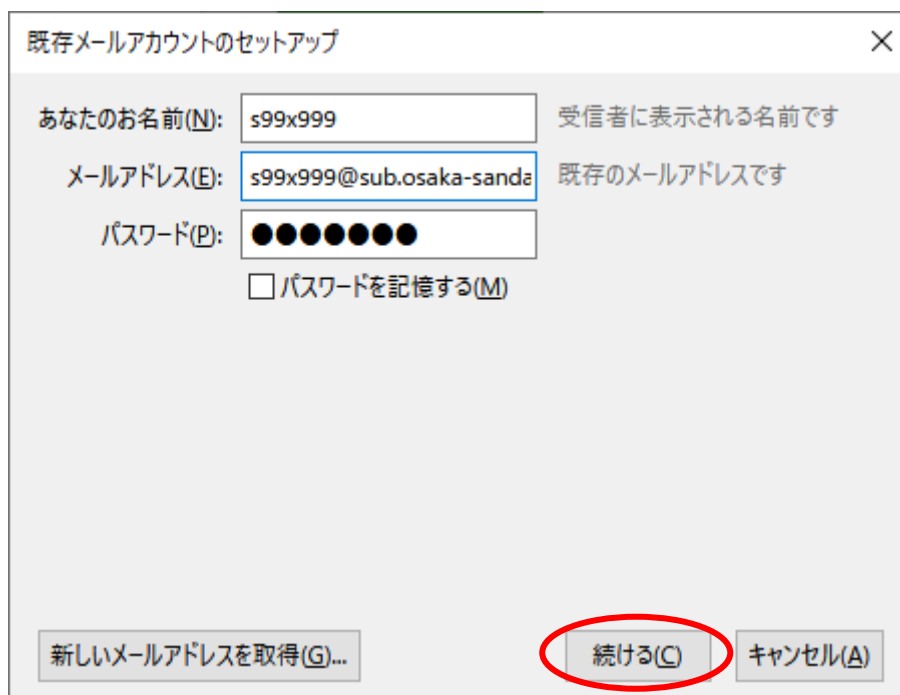 既存メールアカウントのセットアップ
あなたのお名前(N): s99x999 受信者に表示される名前です
メールアドレス(E): s99x999@sub.osaka-sanda 既存のメールアドレスです
パスワード(P): ●●●●●●●
パスワードを記憶する(M)
新しいメールアドレスを取得(G)... 続ける(C) キャンセル(A)